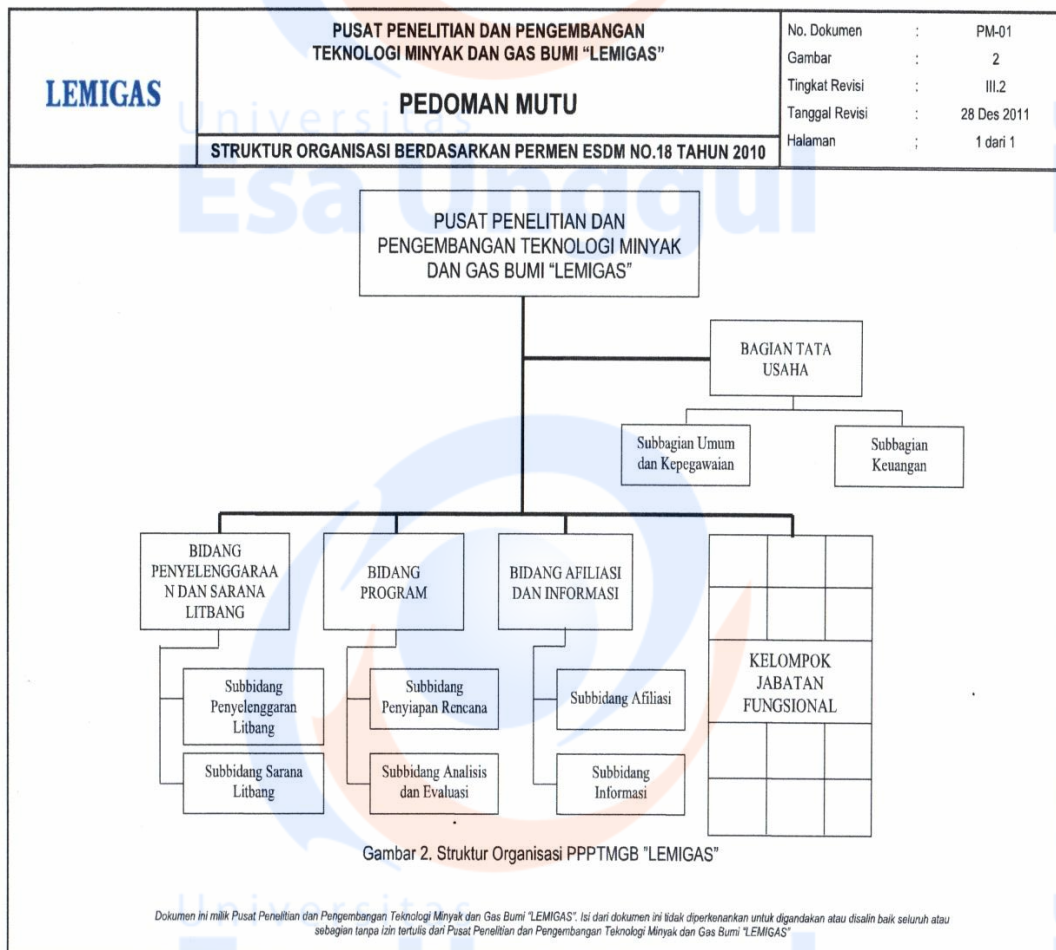 LEMIGAS
PUSAT PENELITIAN DAN PENGEMBANGAN
TEKNOLOGI MINYAK DAN GAS BUMI “LEMIGAS”
PEDOMAN MUTU
STRUKTUR ORGANISASI BERDASARKAN PERMEN ESDM NO.18 TAHUN 2010
No. Dokumen : PM-01
Gambar : 2
Tingkat Revisi : III.2
Tanggal Revisi : 28 Des 2011
Halaman ; 1 dari 1
Universitas
Esa Unggul
PUSAT PENELITIAN DAN
PENGEMBANGAN TEKNOLOGI MINYAK
DAN GAS BUMI “LEMIGAS”
BAGIAN TATA
USAHA
Subbagian Umum
dan Kepegawaian
Subbagian
Keuangan
BIDANG
PENYELENGGARAA
N DAN SARANA
LITBANG
BIDANG
PROGRAM
BIDANG AFILIASI
DAN INFORMASI
KELOMPOK
JABATAN
FUNGSIONAL
Subbidang
Penyelenggaran
Litbang
Subbidang
Penyiapan Rencana
Subbidang Afiliasi
Subbidang Sarana
Litbang
Subbidang Analisis
dan Evaluasi
Subbidang
Informasi
Gambar 2. Struktur Organisasi PPPTMGB "LEMIGAS"
Universitas
Dokumen ini milik Pusat Penelitian dan Pengembangan Teknologi Minyak dan Gas Bumi "LEMIGAS". Isi dari dokumen ini tidak diperkenankan untuk digandakan atau disalin baik seluruh atau
sebagian tanpa izin tertulis dari Pusat Penelitian dan Pengembangan Teknologi Minyak dan Gas Bumi "LEMIGAS"